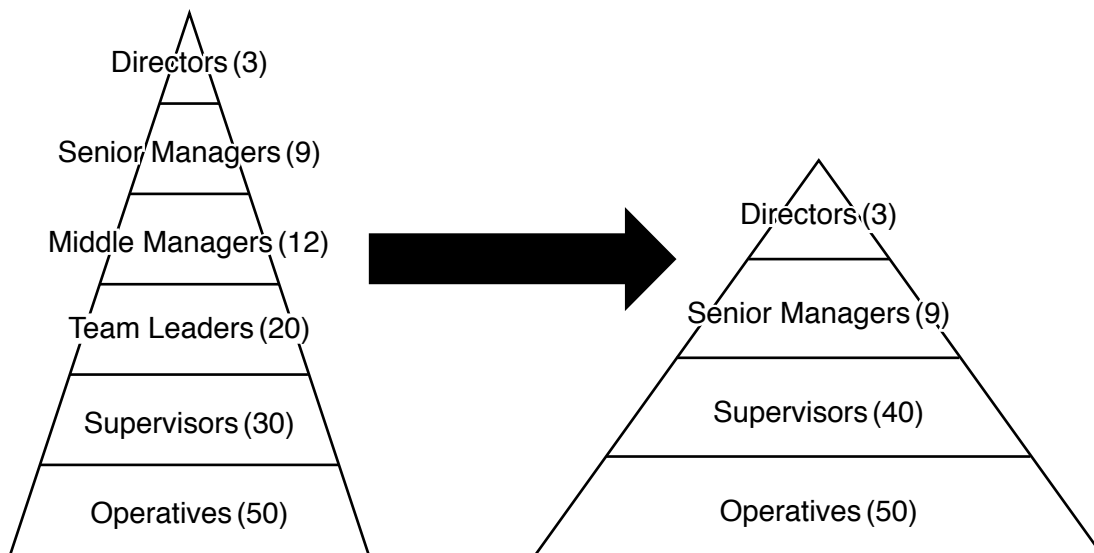 Directors (3)
Senior Managers (9)
Middle Managers (12)
Team Leaders (20)
Supervisors (30)
Operatives (50)
Directors (3)
Senior Managers (9)
Supervisors (40)
Operatives (50)